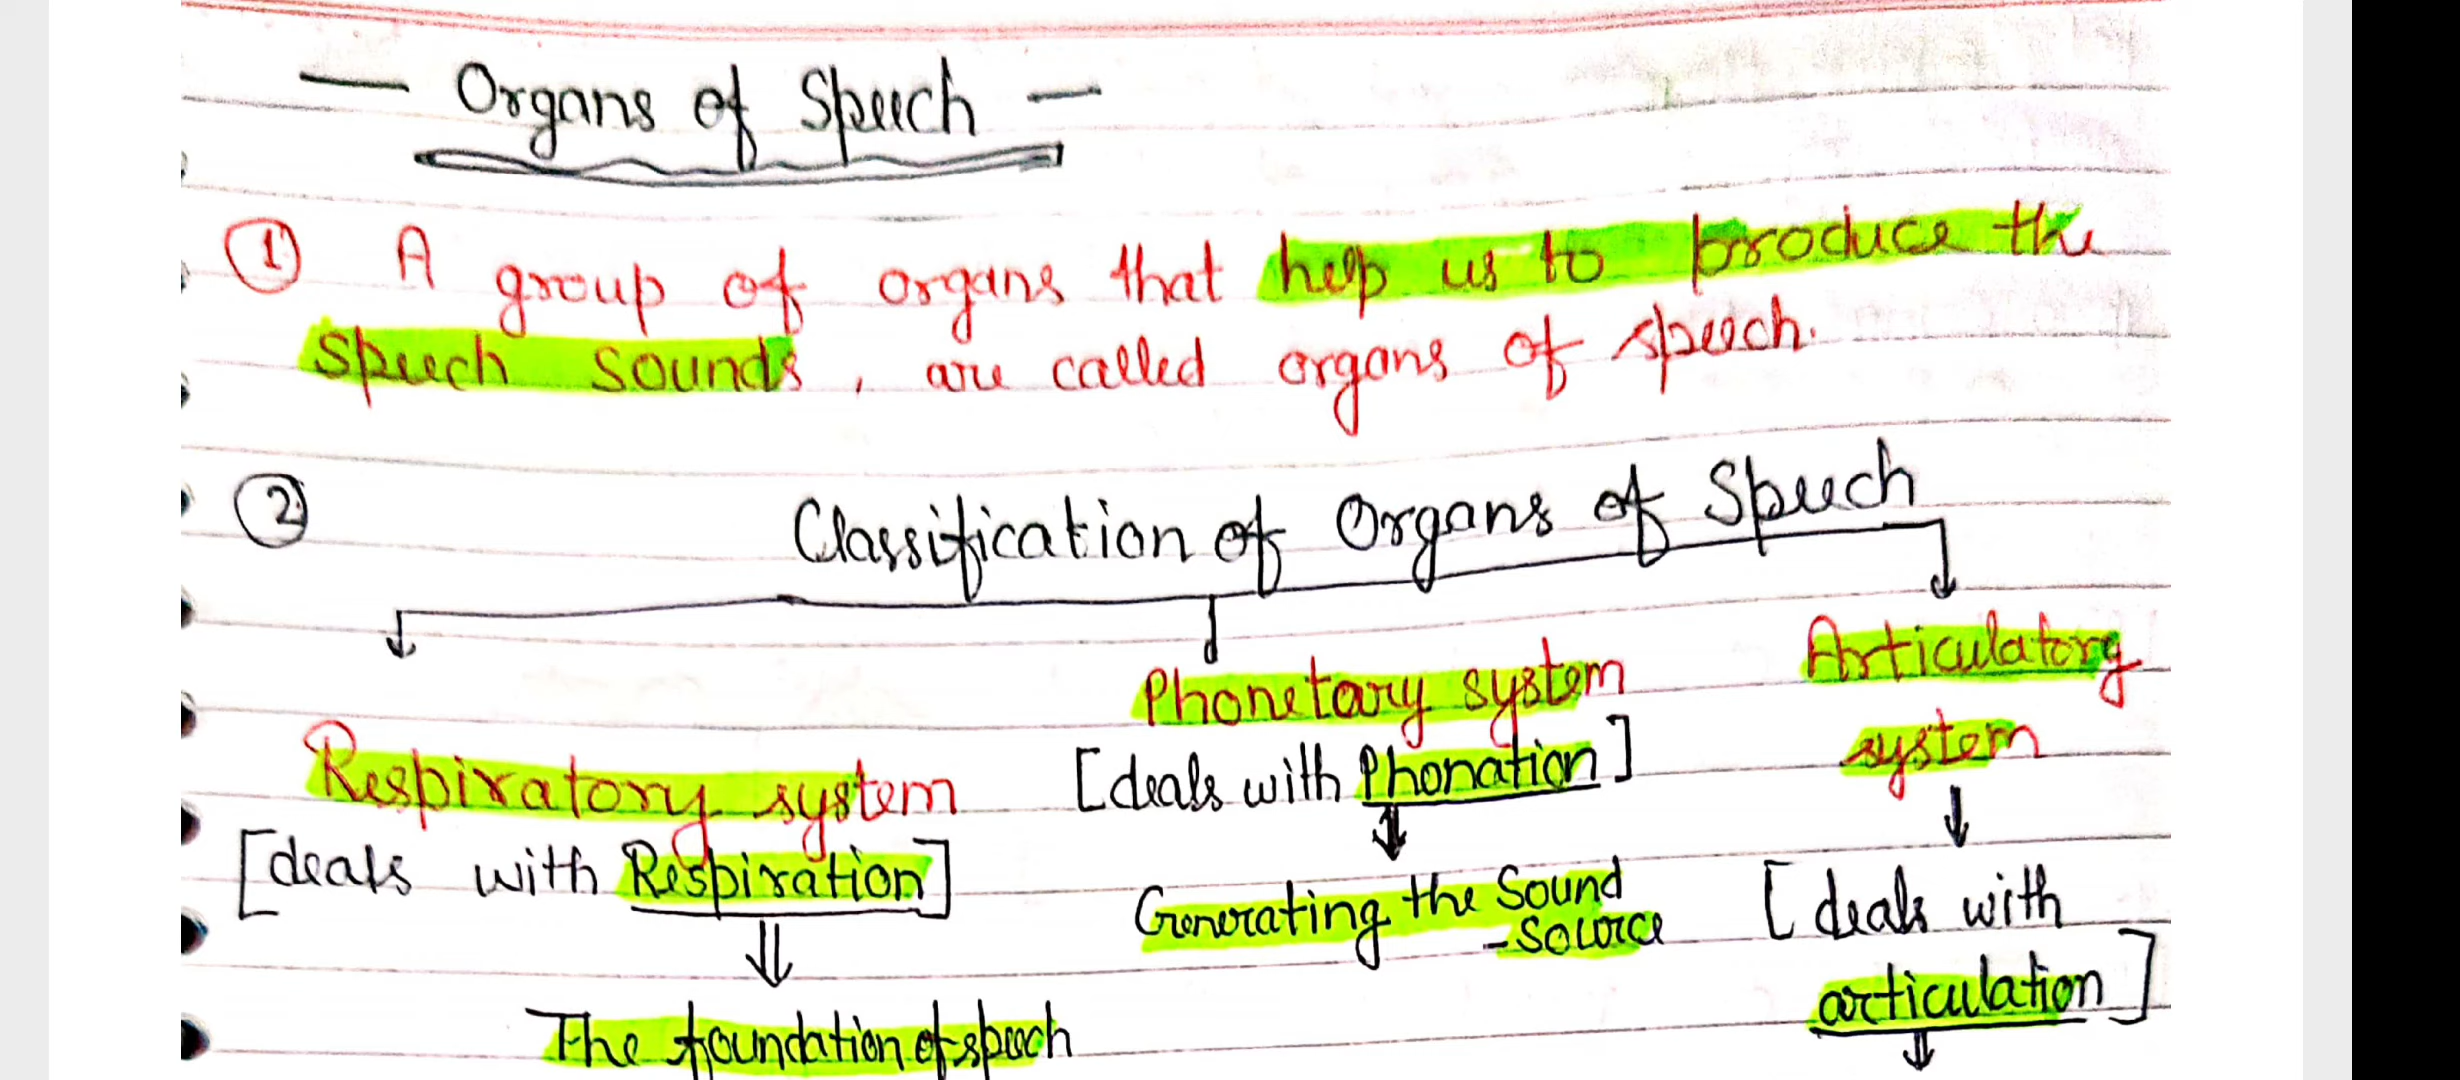 — Organs of Speech —
① A group of organs that help us to produce the
speech sounds, are called organs of speech.
② Classification of Organs of Speech
Respiratory system
[deals with Respiration]
The foundation of speech
Phonetary system
[deals with Phonation]
Generating the Sound
-Source
Articulatory
system
[deals with
articulation]